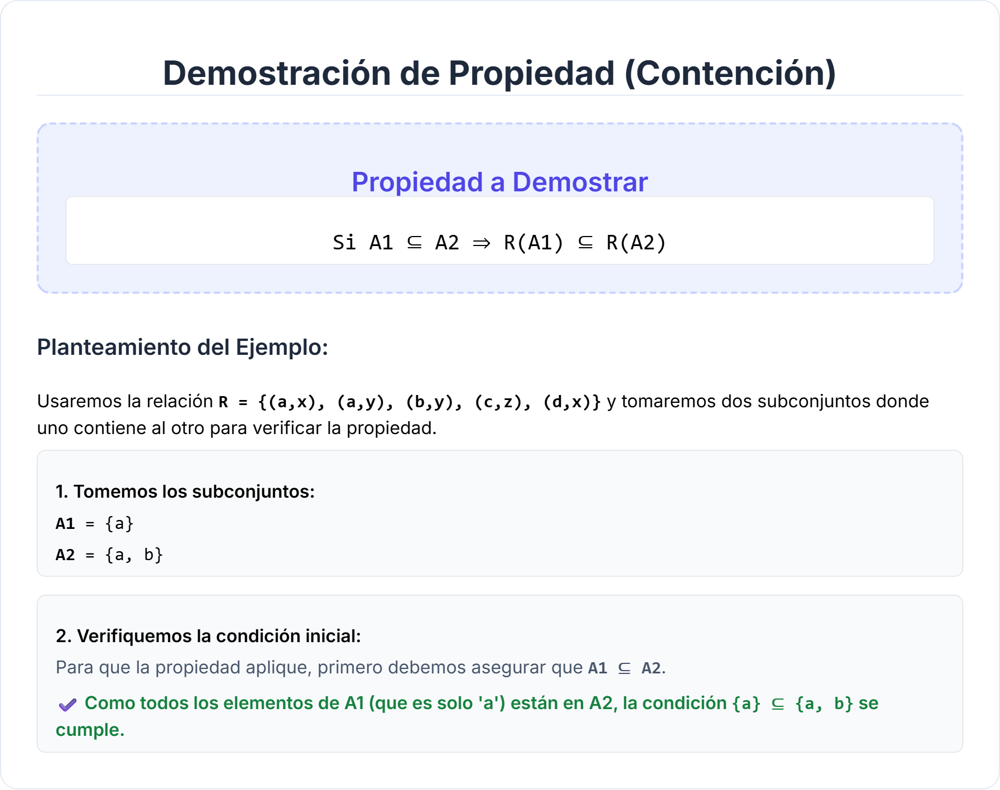 Demostración de Propiedad (Contención)
Propiedad a Demostrar
Si A1 ⊆ A2 ⇒ R(A1) ⊆ R(A2)
Planteamiento del Ejemplo:
Usaremos la relación R = {(a,x), (a,y), (b,y), (c,z), (d,x)} y tomaremos dos subconjuntos donde
uno contiene al otro para verificar la propiedad.
1. Tomemos los subconjuntos:
A1 = {a}
A2 = {a, b}
2. Verifiquemos la condición inicial:
Para que la propiedad aplique, primero debemos asegurar que A1 ⊆ A2.
✔ Como todos los elementos de A1 (que es solo 'a') están en A2, la condición {a} ⊆ {a, b} se
cumple.